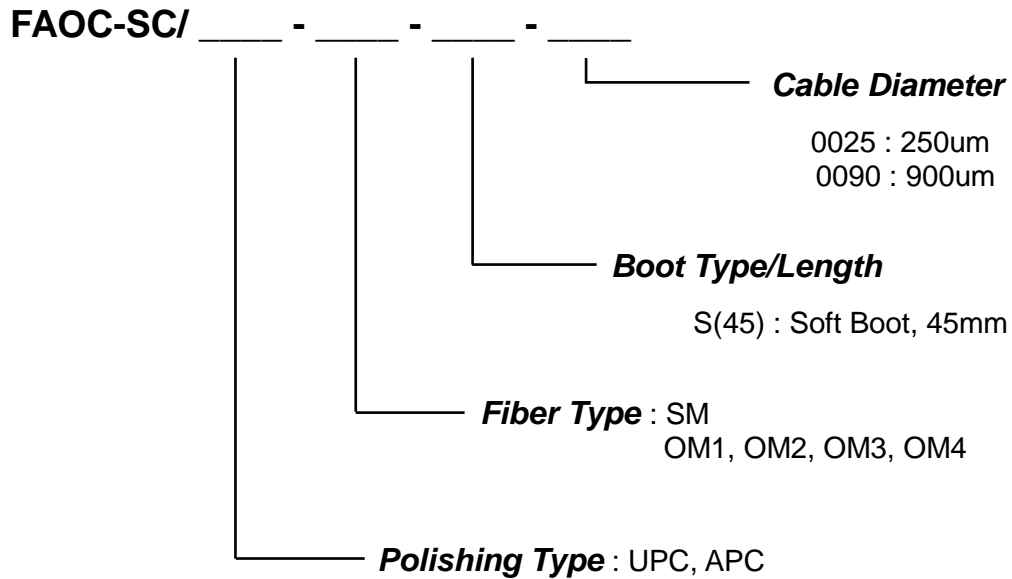 FAOC-SC/ ____ - ____ - ____ - ____
Cable Diameter
0025 : 250um
0090 : 900um
Boot Type/Length
S(45) : Soft Boot, 45mm
Fiber Type : SM
OM1, OM2, OM3, OM4
Polishing Type : UPC, APC